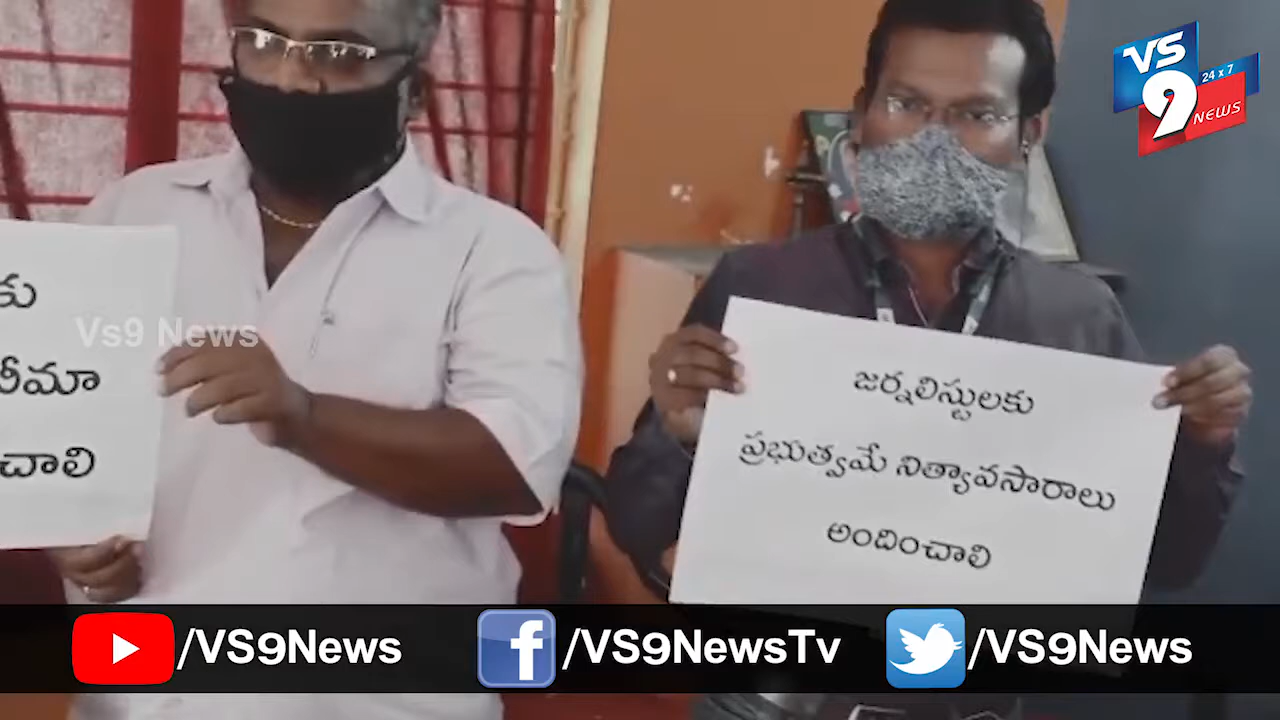 VS
9
24 x 7
NEWS
కు
Vs9 News
బీమా
చాలి
జర్నలిస్టులకు
ప్రభుత్వమే నిత్యావసారాలు
అందించాలి
/VS9News
/VS9NewsTv
/VS9News